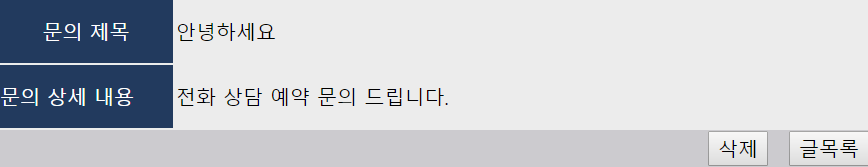 문의 제목 안녕하세요
문의 상세 내용 전화 상담 예약 문의 드립니다.
삭제 글목록